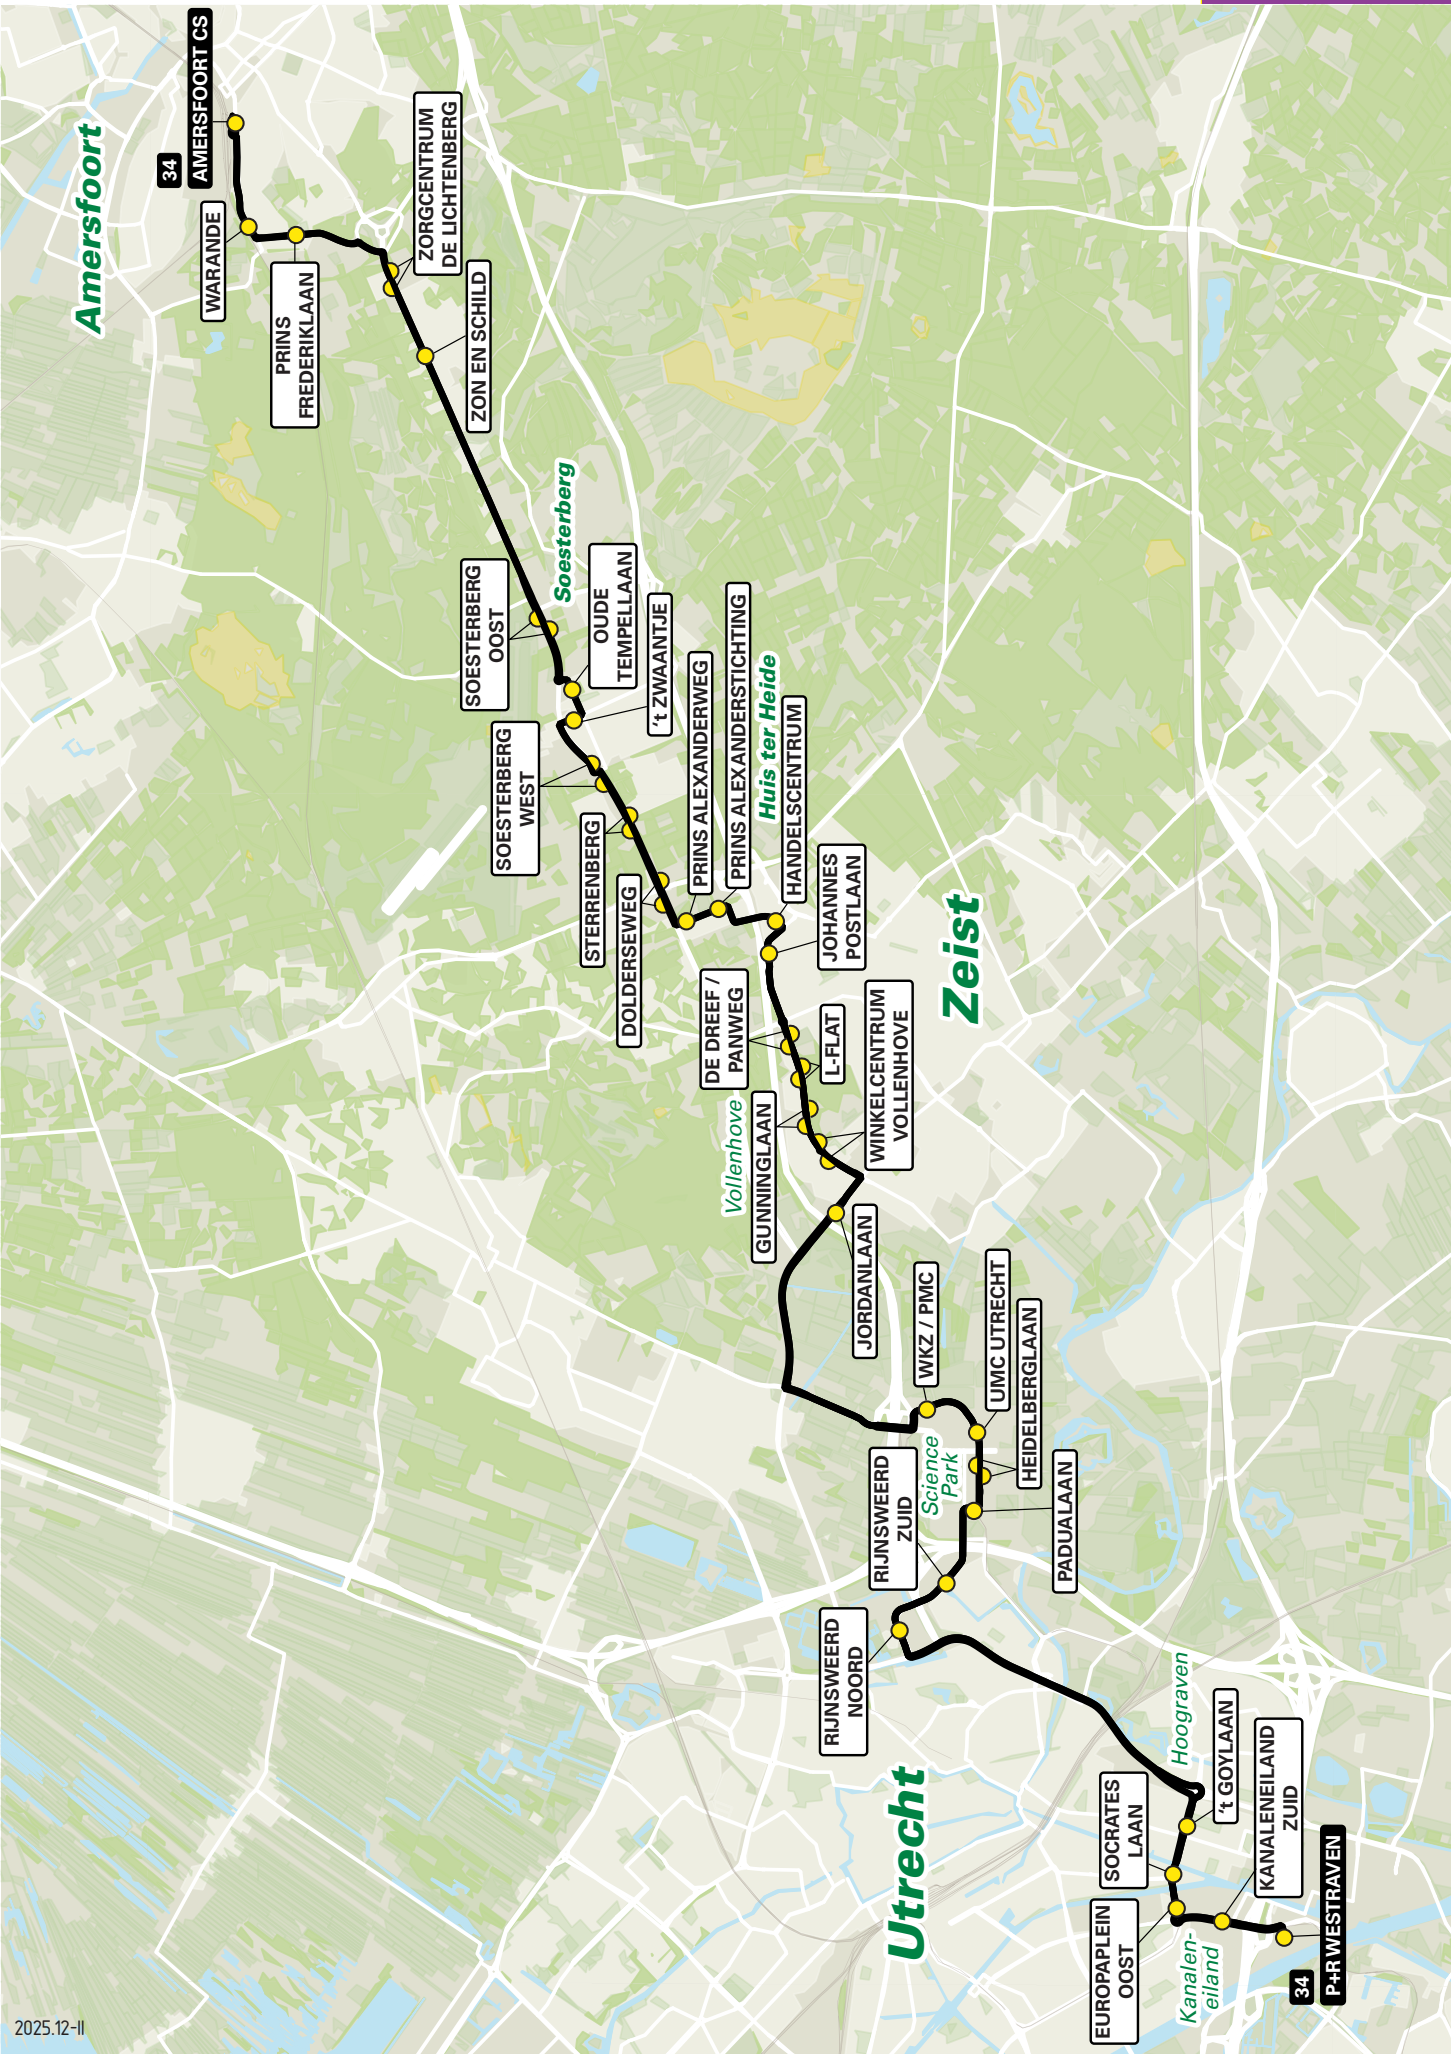 Amersfoort
34
AMERSFOORT CS
WARANDE
PRINS
FREDERIKLAAN
ZORGCENTRUM
DE LICHTENBERG
ZON EN SCHILD
Soesterberg
SOESTERBERG
OOST
OUDE
TEMPELLAAN
‘t ZWAANTJE
SOESTERBERG
WEST
STERRENBERG
DOLDERSEWEG
PRINS ALEXANDERWEG
PRINS ALEXANDERSTICHTING
Huis ter Heide
HANDELSCENTRUM
JOHANNES
POSTLAAN
Zeist
DE DREEF /
PANWEG
L-FLAT
Vollenhove
GUNNINGLAAN
WINKELCENTRUM
VOLLENHOVE
JORDANLAAN
WKZ / PMC
UMC UTRECHT
HEIDELBERGLAAN
Science
Park
PADUALAAN
RIJNSWEERD
ZUID
RIJNSWEERD
NOORD
Utrecht
Hoograven
‘t GOYLAAN
SOCRATES
LAAN
EUROPAPLEIN
OOST
Kanalen-
eiland
KANALENEILAND
ZUID
34
P+R WESTRAVEN
2025.12-II